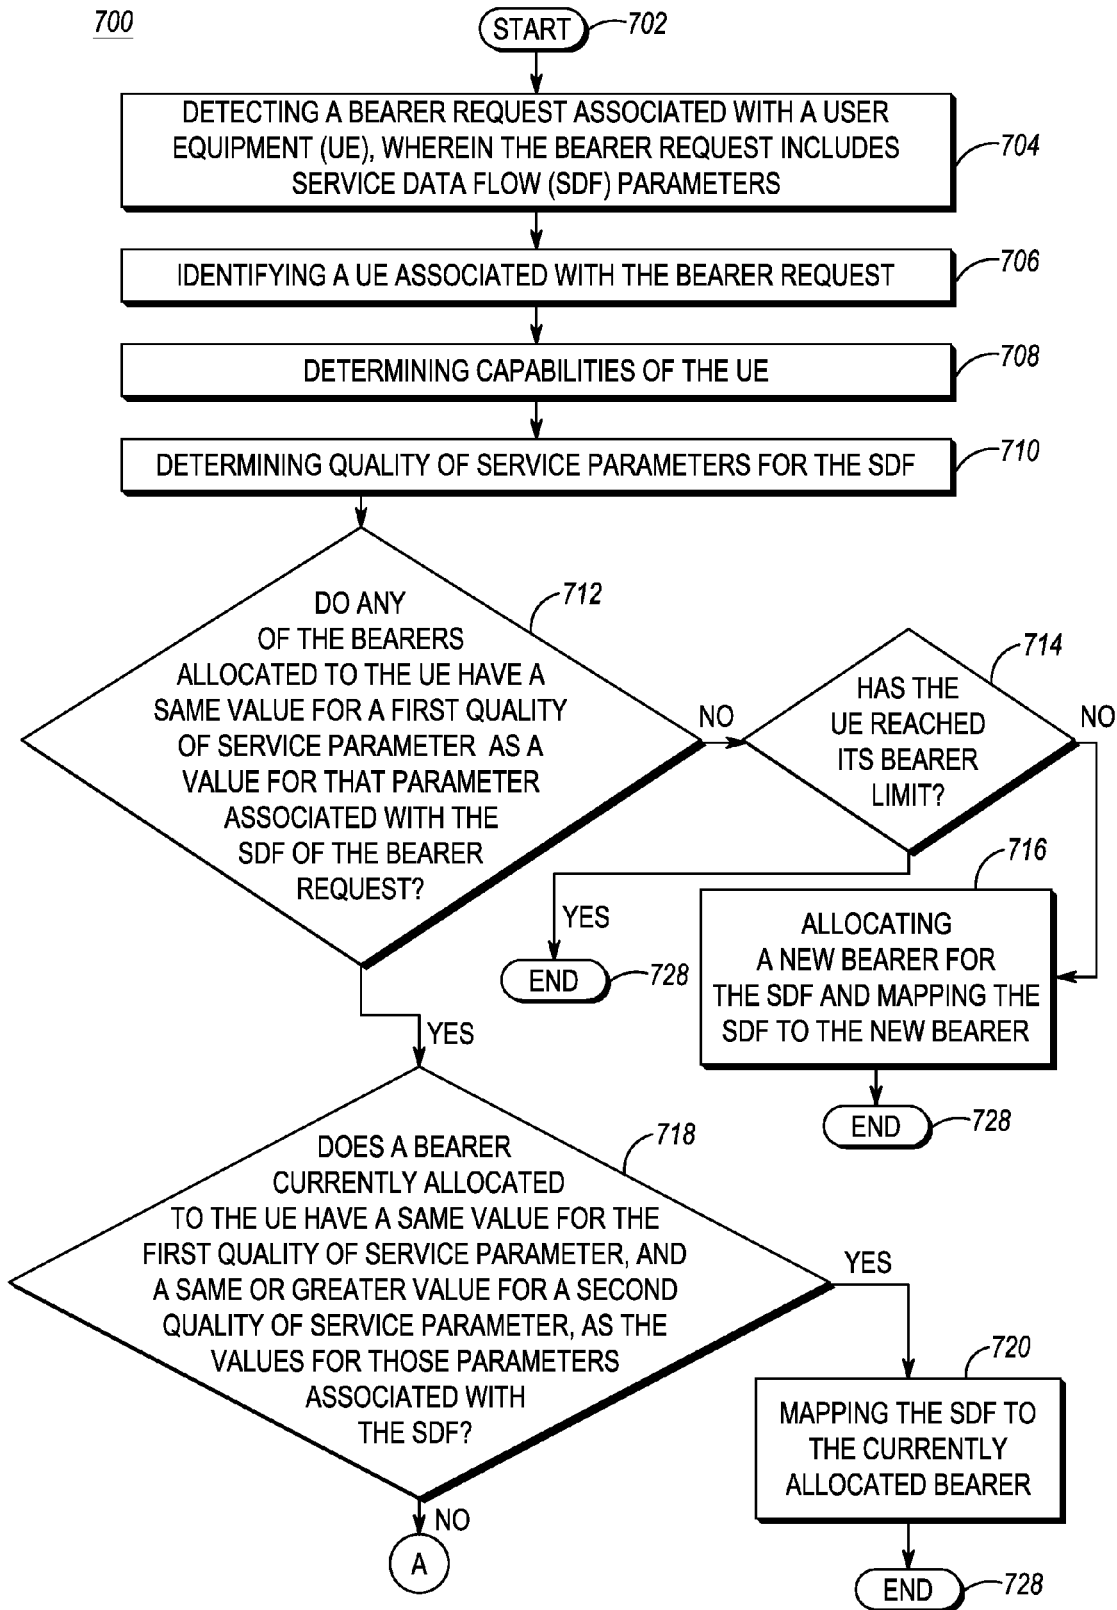 700
START
702
DETECTING A BEARER REQUEST ASSOCIATED WITH A USER
EQUIPMENT (UE), WHEREIN THE BEARER REQUEST INCLUDES
SERVICE DATA FLOW (SDF) PARAMETERS
704
IDENTIFYING A UE ASSOCIATED WITH THE BEARER REQUEST
706
DETERMINING CAPABILITIES OF THE UE
708
DETERMINING QUALITY OF SERVICE PARAMETERS FOR THE SDF
710
DO ANY
OF THE BEARERS
ALLOCATED TO THE UE HAVE A
SAME VALUE FOR A FIRST QUALITY
OF SERVICE PARAMETER AS A
VALUE FOR THAT PARAMETER
ASSOCIATED WITH THE
SDF OF THE BEARER
REQUEST?
712
NO
HAS THE
UE REACHED
ITS BEARER
LIMIT?
714
NO
YES
END
728
ALLOCATING
A NEW BEARER FOR
THE SDF AND MAPPING THE
SDF TO THE NEW BEARER
716
END
728
YES
DOES A BEARER
CURRENTLY ALLOCATED
TO THE UE HAVE A SAME VALUE FOR THE
FIRST QUALITY OF SERVICE PARAMETER, AND
A SAME OR GREATER VALUE FOR A SECOND
QUALITY OF SERVICE PARAMETER, AS THE
VALUES FOR THOSE PARAMETERS
ASSOCIATED WITH
THE SDF?
718
YES
MAPPING THE SDF TO
THE CURRENTLY
ALLOCATED BEARER
720
END
728
NO
A